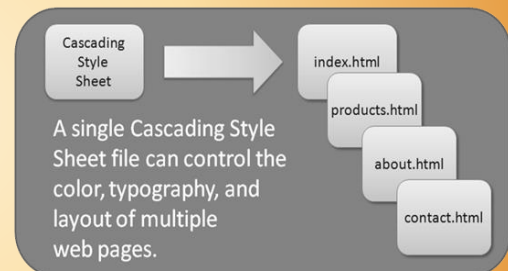 Cascading
Style
Sheet
index.html
products.html
about.html
contact.html
A single Cascading Style
Sheet file can control the
color, typography, and
layout of multiple
web pages.